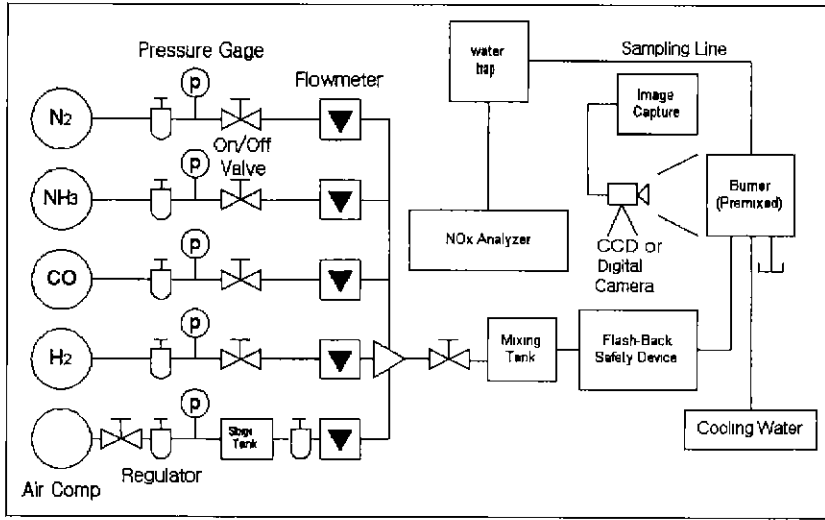 Pressure Gage
Flowmeter
Sampling Line
water
Image
Capture
N2
P
On/Off
Valve
NH3
P
Burner
(Premixed)
NOx Analyzer
CCD or
Digital
Camera
CO
P
H2
P
Mixing
Tank
Flash-Back
Safety Device
P
Tank
Regulator
Air Comp
Cooling Water